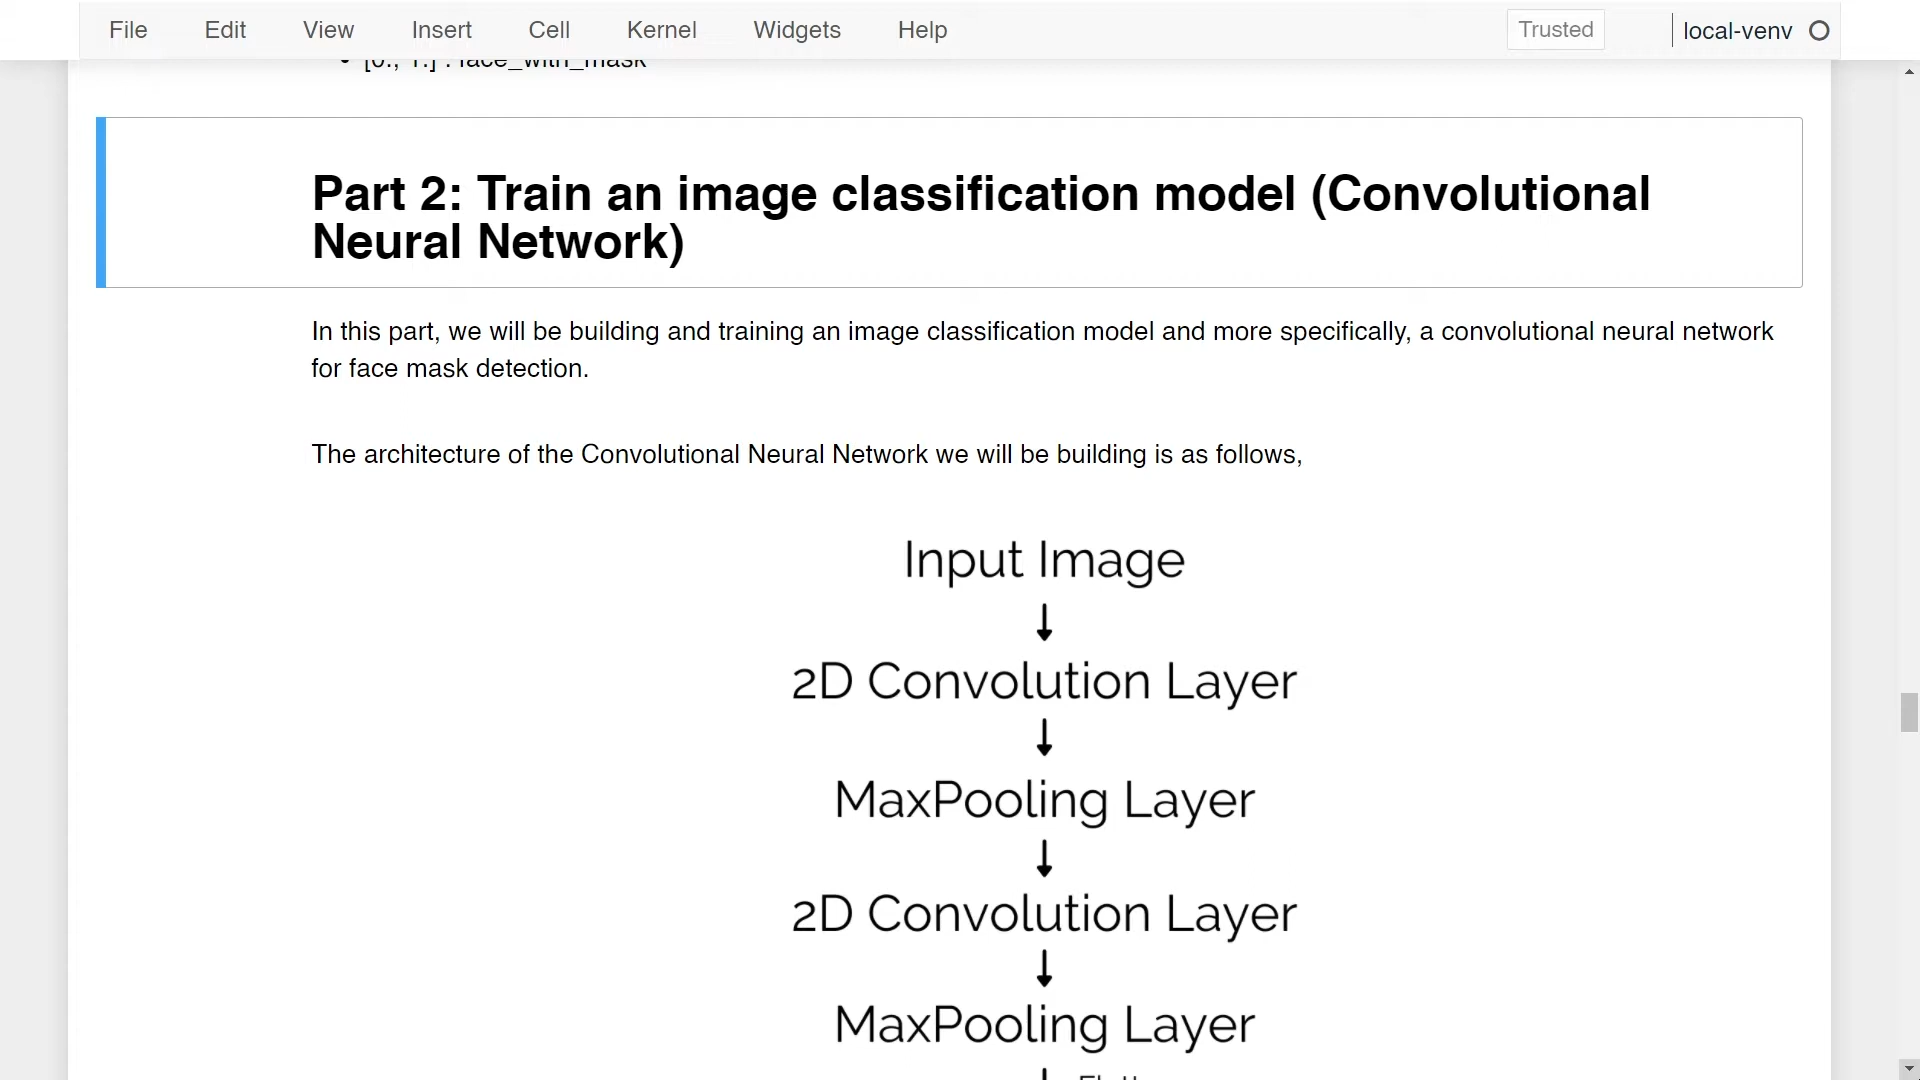 File Edit View Insert Cell Kernel Widgets Help Trusted local-venv
[0., 1.] : face_with_mask
Part 2: Train an image classification model (Convolutional
Neural Network)
In this part, we will be building and training an image classification model and more specifically, a convolutional neural network
for face mask detection.
The architecture of the Convolutional Neural Network we will be building is as follows,
Input Image
2D Convolution Layer
MaxPooling Layer
2D Convolution Layer
MaxPooling Layer